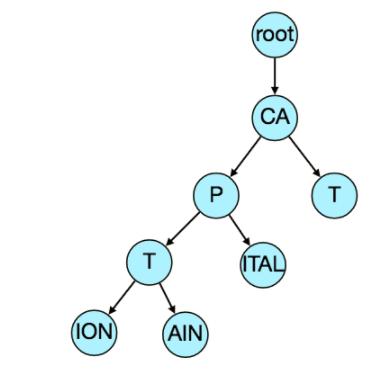 root
CA
P T
T ITAL
ION AIN